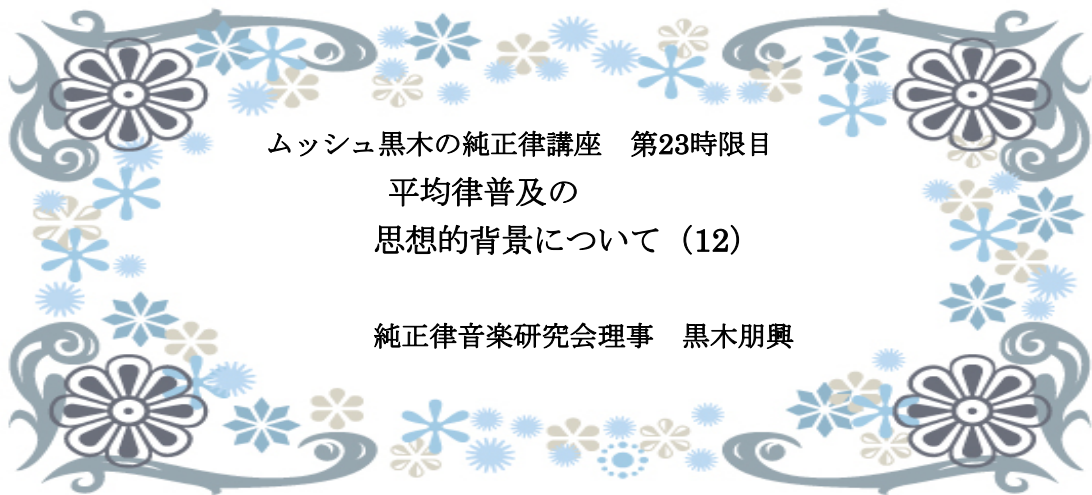 ムッシュ黒木の純正律講座　第23時限目
平均律普及の
思想的背景について（12）
純正律音楽研究会理事　黒木朋興